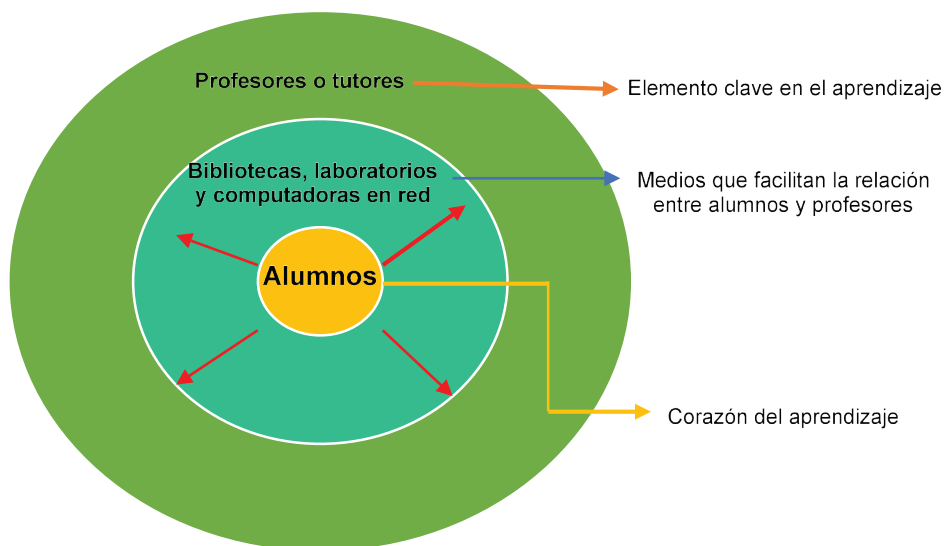 Profesores o tutores
Elemento clave en el aprendizaje
Bibliotecas, laboratorios
y computadoras en red
Medios que facilitan la relación
entre alumnos y profesores
Alumnos
Corazón del aprendizaje